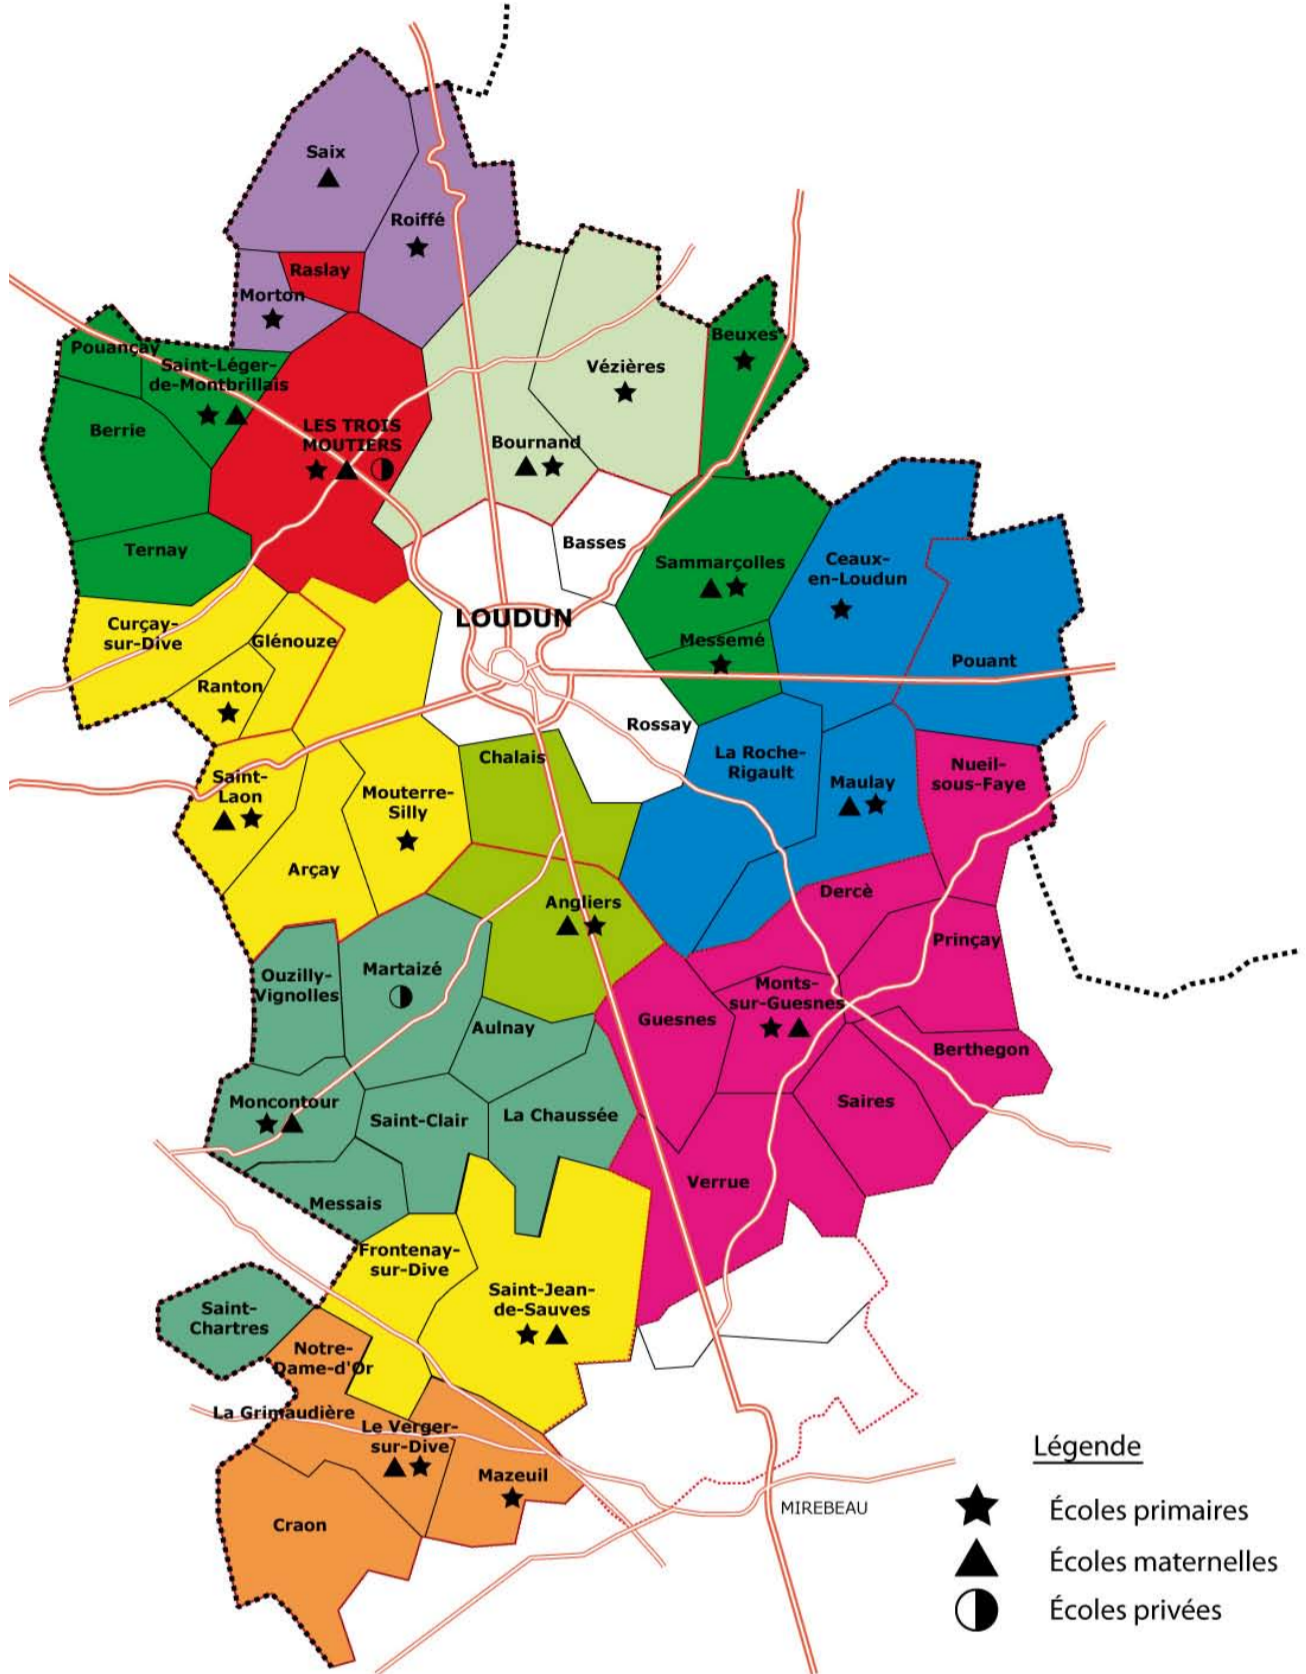 Saix
Roiffé
Raslay
Morton
Pouançay
Saint-Léger-
de-Montbrillais
Beuxes
Vézières
Berrie
LES TROIS
MOUTIERS
Bournand
Basses
Ternay
Sammarçolles
Ceaux-
en-Loudun
LOUDUN
Curçay-
sur-Dive
Glénouze
Messemé
Pouant
Ranton
Rossay
Chalais
La Roche-
Rigault
Nueil-
sous-Faye
Saint-
Laon
Mouterre-
Silly
Maulay
Arçay
Dercè
Angliers
Prinçay
Ouzilly-
Vignolles
Martaizé
Monts-
sur-Guesnes
Guesnes
Aulnay
Berthegon
Moncontour
Saint-Clair
La Chaussée
Saires
Verrue
Messais
Frontenay-
sur-Dive
Saint-Jean-
de-Sauves
Saint-
Chartres
Notre-
Dame-d'Or
La Grimaudière
Le Verger-
sur-Dive
Mazeuil
Craon
MIREBEAU
Légende
Écoles primaires
Écoles maternelles
Écoles privées